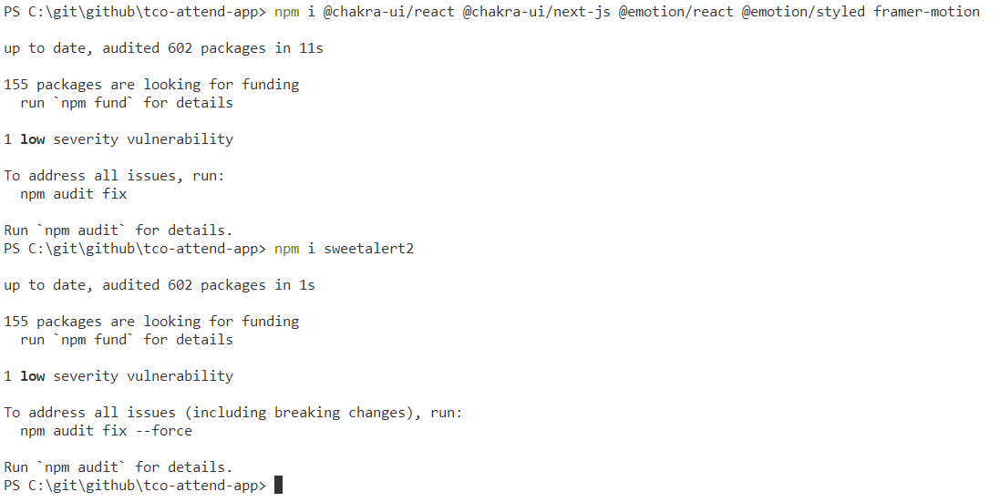 PS C:\git\github\tco-attend-app> npm i @chakra-ui/react @chakra-ui/next-js @emotion/react @emotion/styled framer-motion
up to date, audited 602 packages in 11s
155 packages are looking for funding
run `npm fund` for details
1 low severity vulnerability
To address all issues, run:
npm audit fix
Run `npm audit` for details.
PS C:\git\github\tco-attend-app> npm i sweetalert2
up to date, audited 602 packages in 1s
155 packages are looking for funding
run `npm fund` for details
1 low severity vulnerability
To address all issues (including breaking changes), run:
npm audit fix --force
Run `npm audit` for details.
PS C:\git\github\tco-attend-app>